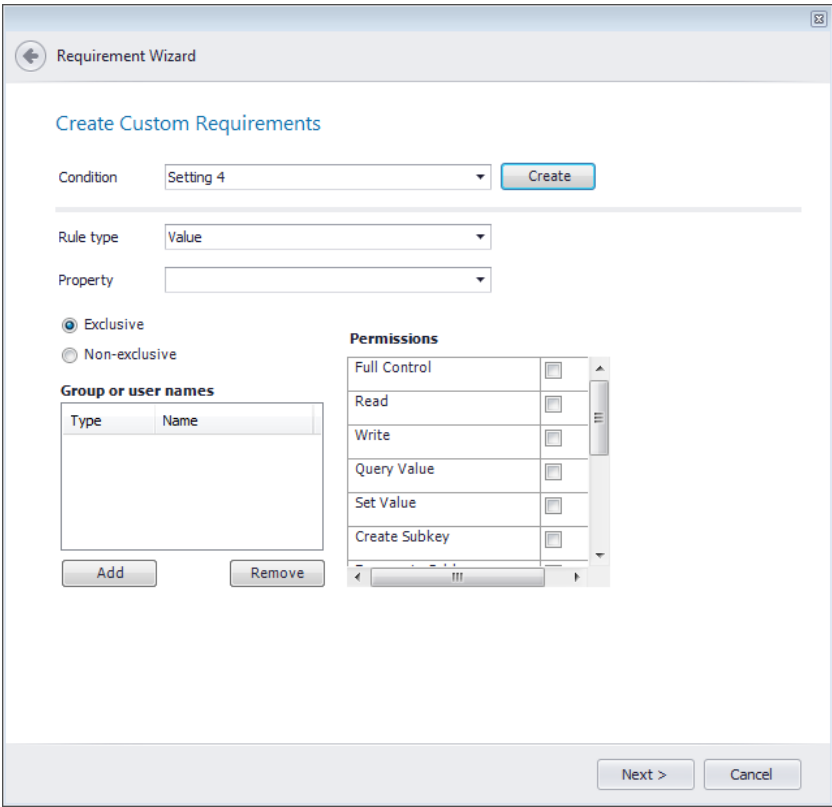 Requirement Wizard
Create Custom Requirements
Condition
Setting 4
Create
Rule type
Value
Property
Exclusive
Non-exclusive
Group or user names
Type
Name
Add
Remove
Permissions
Full Control
Read
Write
Query Value
Set Value
Create Subkey
Next >
Cancel